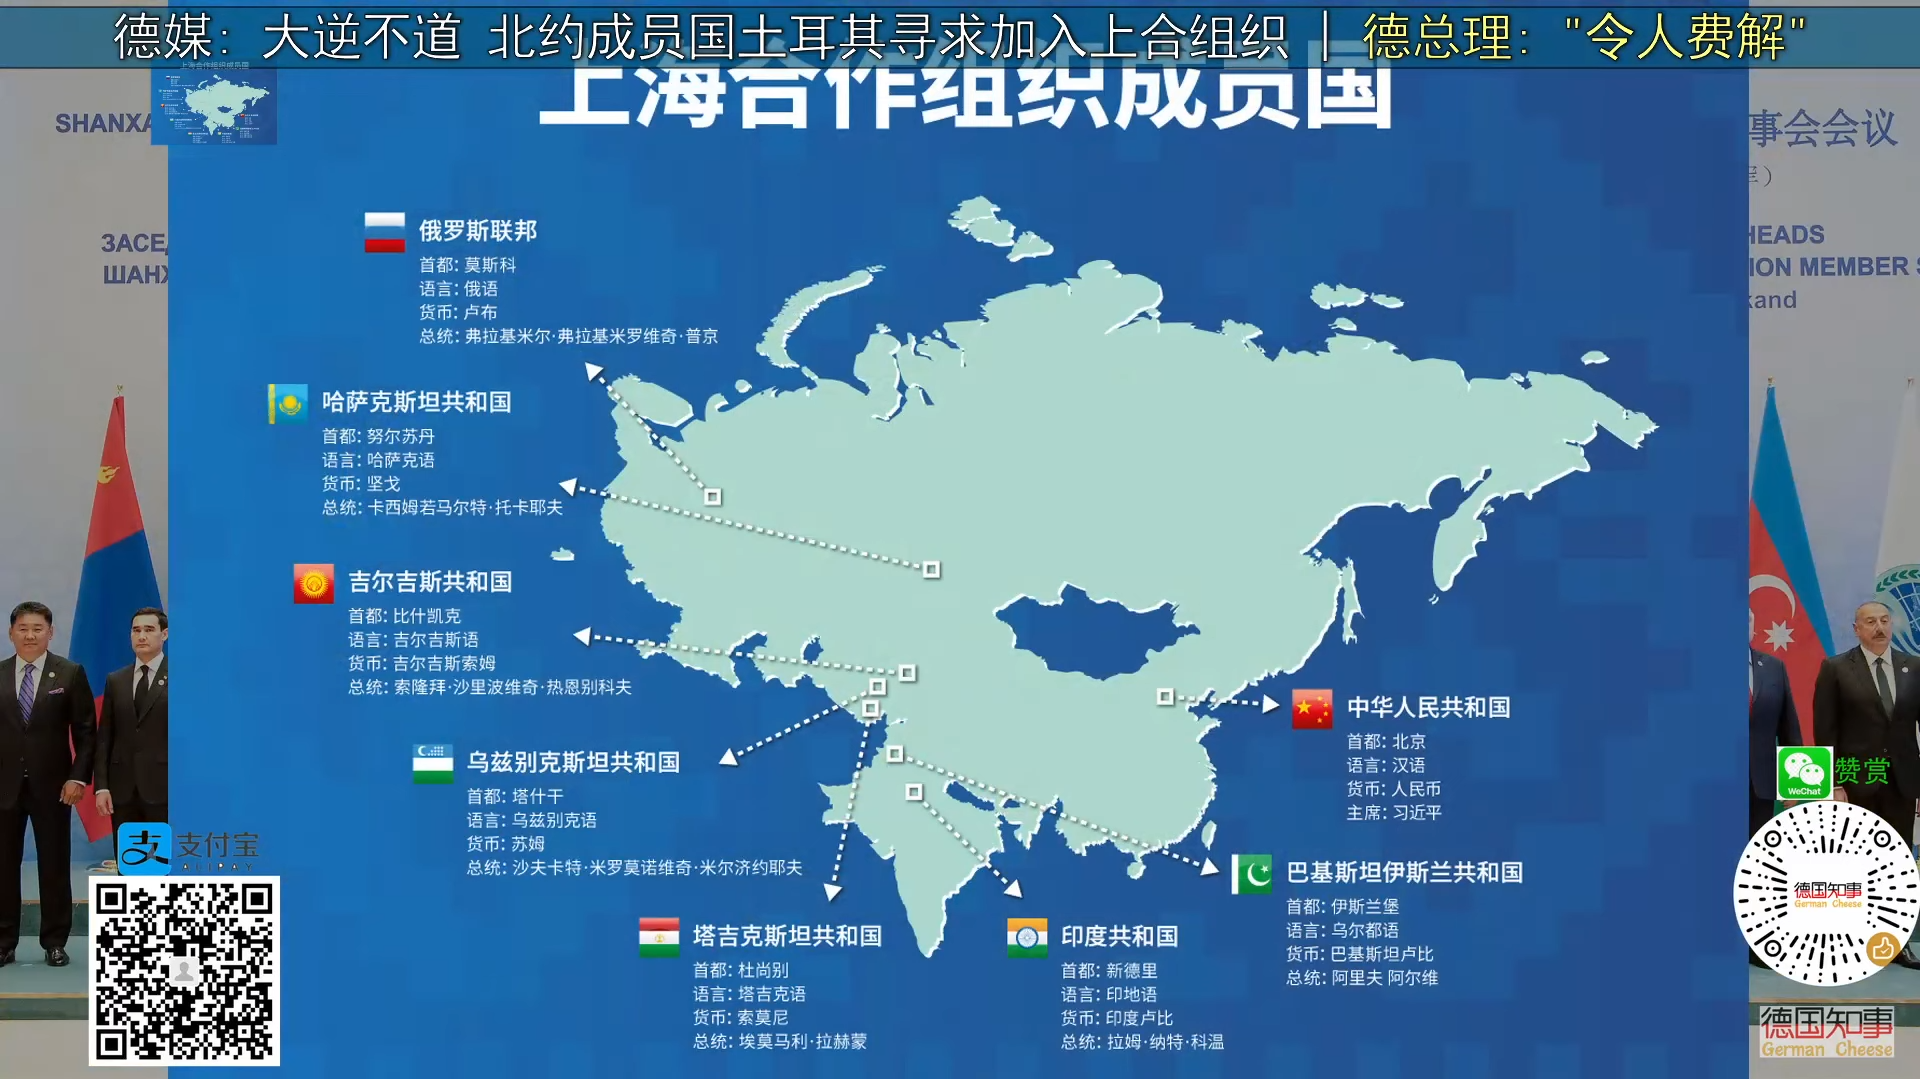 德媒：大逆不道 北约成员国土耳其寻求加入上合组织 | 德总理："令人费解"
上海合作组织成员国
SHANXA
事会会议
ЗАСЕД
ШАНХ
HEADS
ION MEMBER S
kand
俄罗斯联邦
首都: 莫斯科
语言: 俄语
货币: 卢布
总统: 弗拉基米尔·弗拉基米罗维奇·普京
哈萨克斯坦共和国
首都: 努尔苏丹
语言: 哈萨克语
货币: 坚戈
总统: 卡西姆若马尔特·托卡耶夫
吉尔吉斯共和国
首都: 比什凯克
语言: 吉尔吉斯语
货币: 吉尔吉斯索姆
总统: 索隆拜·沙里波维奇·热恩别科夫
乌兹别克斯坦共和国
首都: 塔什干
语言: 乌兹别克语
货币: 苏姆
总统: 沙夫卡特·米罗莫诺维奇·米尔济约耶夫
塔吉克斯坦共和国
首都: 杜尚别
语言: 塔吉克语
货币: 索莫尼
总统: 埃莫马利·拉赫蒙
印度共和国
首都: 新德里
语言: 印地语
货币: 印度卢比
总统: 拉姆·纳特·科温
中华人民共和国
首都: 北京
语言: 汉语
货币: 人民币
主席: 习近平
巴基斯坦伊斯兰共和国
首都: 伊斯兰堡
语言: 乌尔都语
货币: 巴基斯坦卢比
总统: 阿里夫 阿尔维
支 支付宝
ALIPAY
WeChat
赞赏
德国知事
German Cheese
德国知事
German Cheese